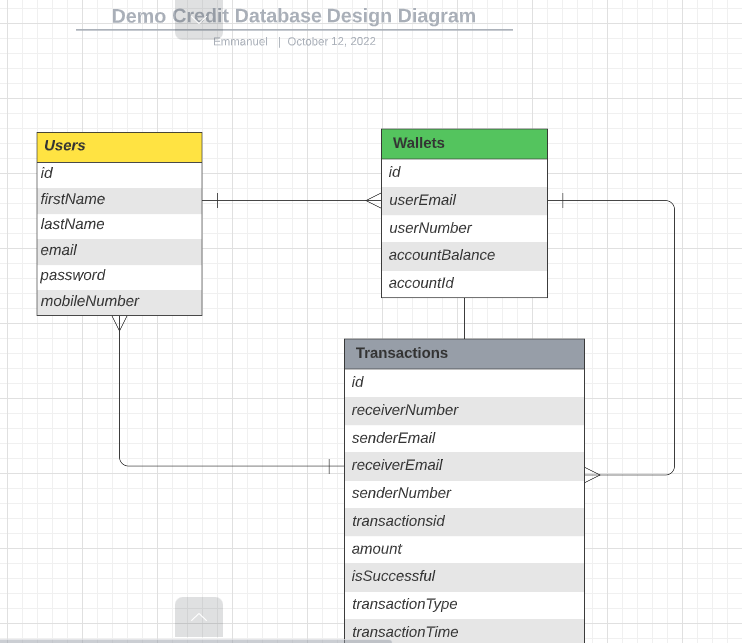 Demo Credit Database Design Diagram
Emmanuel | October 12, 2022
Users
id
firstName
lastName
email
password
mobileNumber
Wallets
id
userEmail
userNumber
accountBalance
accountId
Transactions
id
receiverNumber
senderEmail
receiverEmail
senderNumber
transactionsid
amount
isSuccessful
transactionType
transactionTime